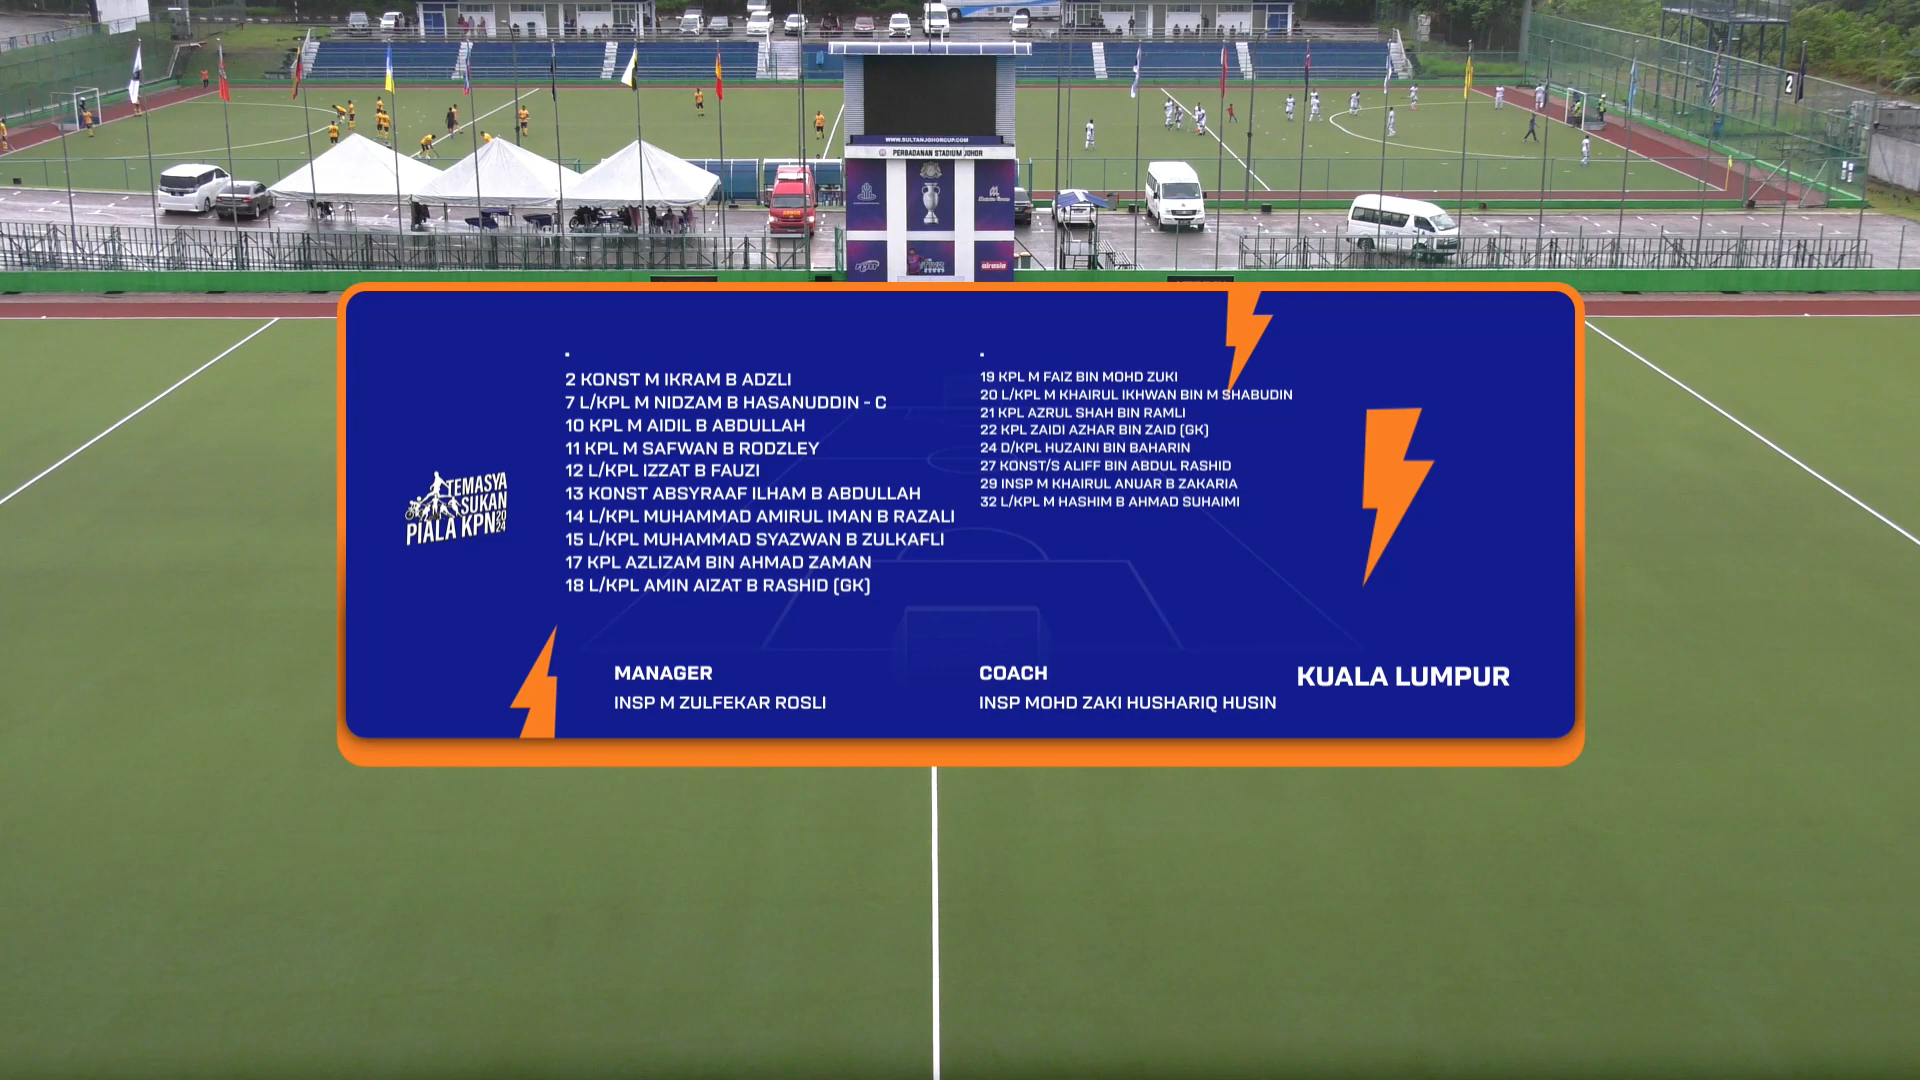 WWW.SULTANJOHORCUP.COM
PERBADANAN STADIUM JOHOR
airasia
2
TEMASYA
SUKAN
PIALA KPN 2024
.
2 KONST M IKRAM B ADZLI
7 L/KPL M NIDZAM B HASANUDDIN - C
10 KPL M AIDIL B ABDULLAH
11 KPL M SAFWAN B RODZLEY
12 L/KPL IZZAT B FAUZI
13 KONST ABSYRAAF ILHAM B ABDULLAH
14 L/KPL MUHAMMAD AMIRUL IMAN B RAZALI
15 L/KPL MUHAMMAD SYAZWAN B ZULKAFLI
17 KPL AZLIZAM BIN AHMAD ZAMAN
18 L/KPL AMIN AIZAT B RASHID (GK)
.
19 KPL M FAIZ BIN MOHD ZUKI
20 L/KPL M KHAIRUL IKHWAN BIN M SHABUDIN
21 KPL AZRUL SHAH BIN RAMLI
22 KPL ZAIDI AZHAR BIN ZAID (GK)
24 D/KPL HUZAINI BIN BAHARIN
27 KONST/S ALIFF BIN ABDUL RASHID
29 INSP M KHAIRUL ANUAR B ZAKARIA
32 L/KPL M HASHIM B AHMAD SUHAIMI
MANAGER
INSP M ZULFEKAR ROSLI
COACH
INSP MOHD ZAKI HUSHARIQ HUSIN
KUALA LUMPUR